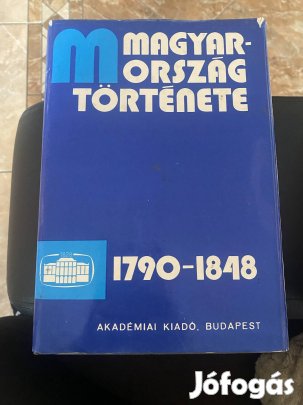 M MAGYAR-
ORSZÁG
TÖRTÉNETE
1790-1848
AKADÉMIAI KIADÓ, BUDAPEST
Jófogás